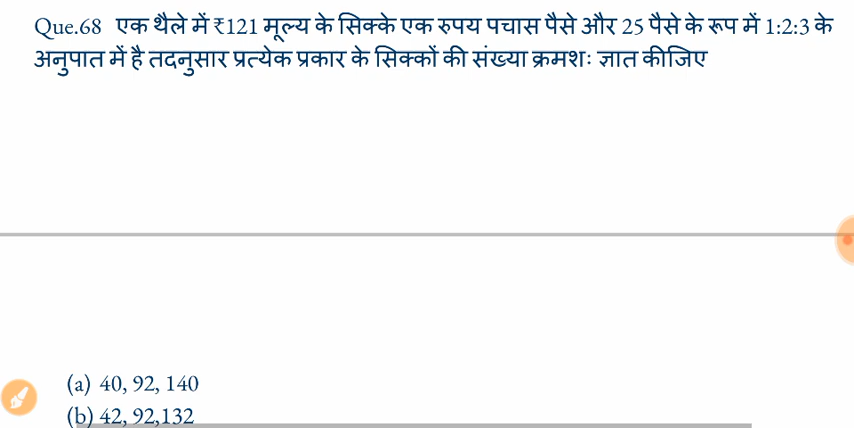 Que.68 एक थैले में ₹121 मूल्य के सिक्के एक रुपय पचास पैसे और 25 पैसे के रूप में 1:2:3 के
अनुपात में है तदनुसार प्रत्येक प्रकार के सिक्कों की संख्या क्रमशः ज्ञात कीजिए
(a) 40, 92, 140
(b) 42, 92,132